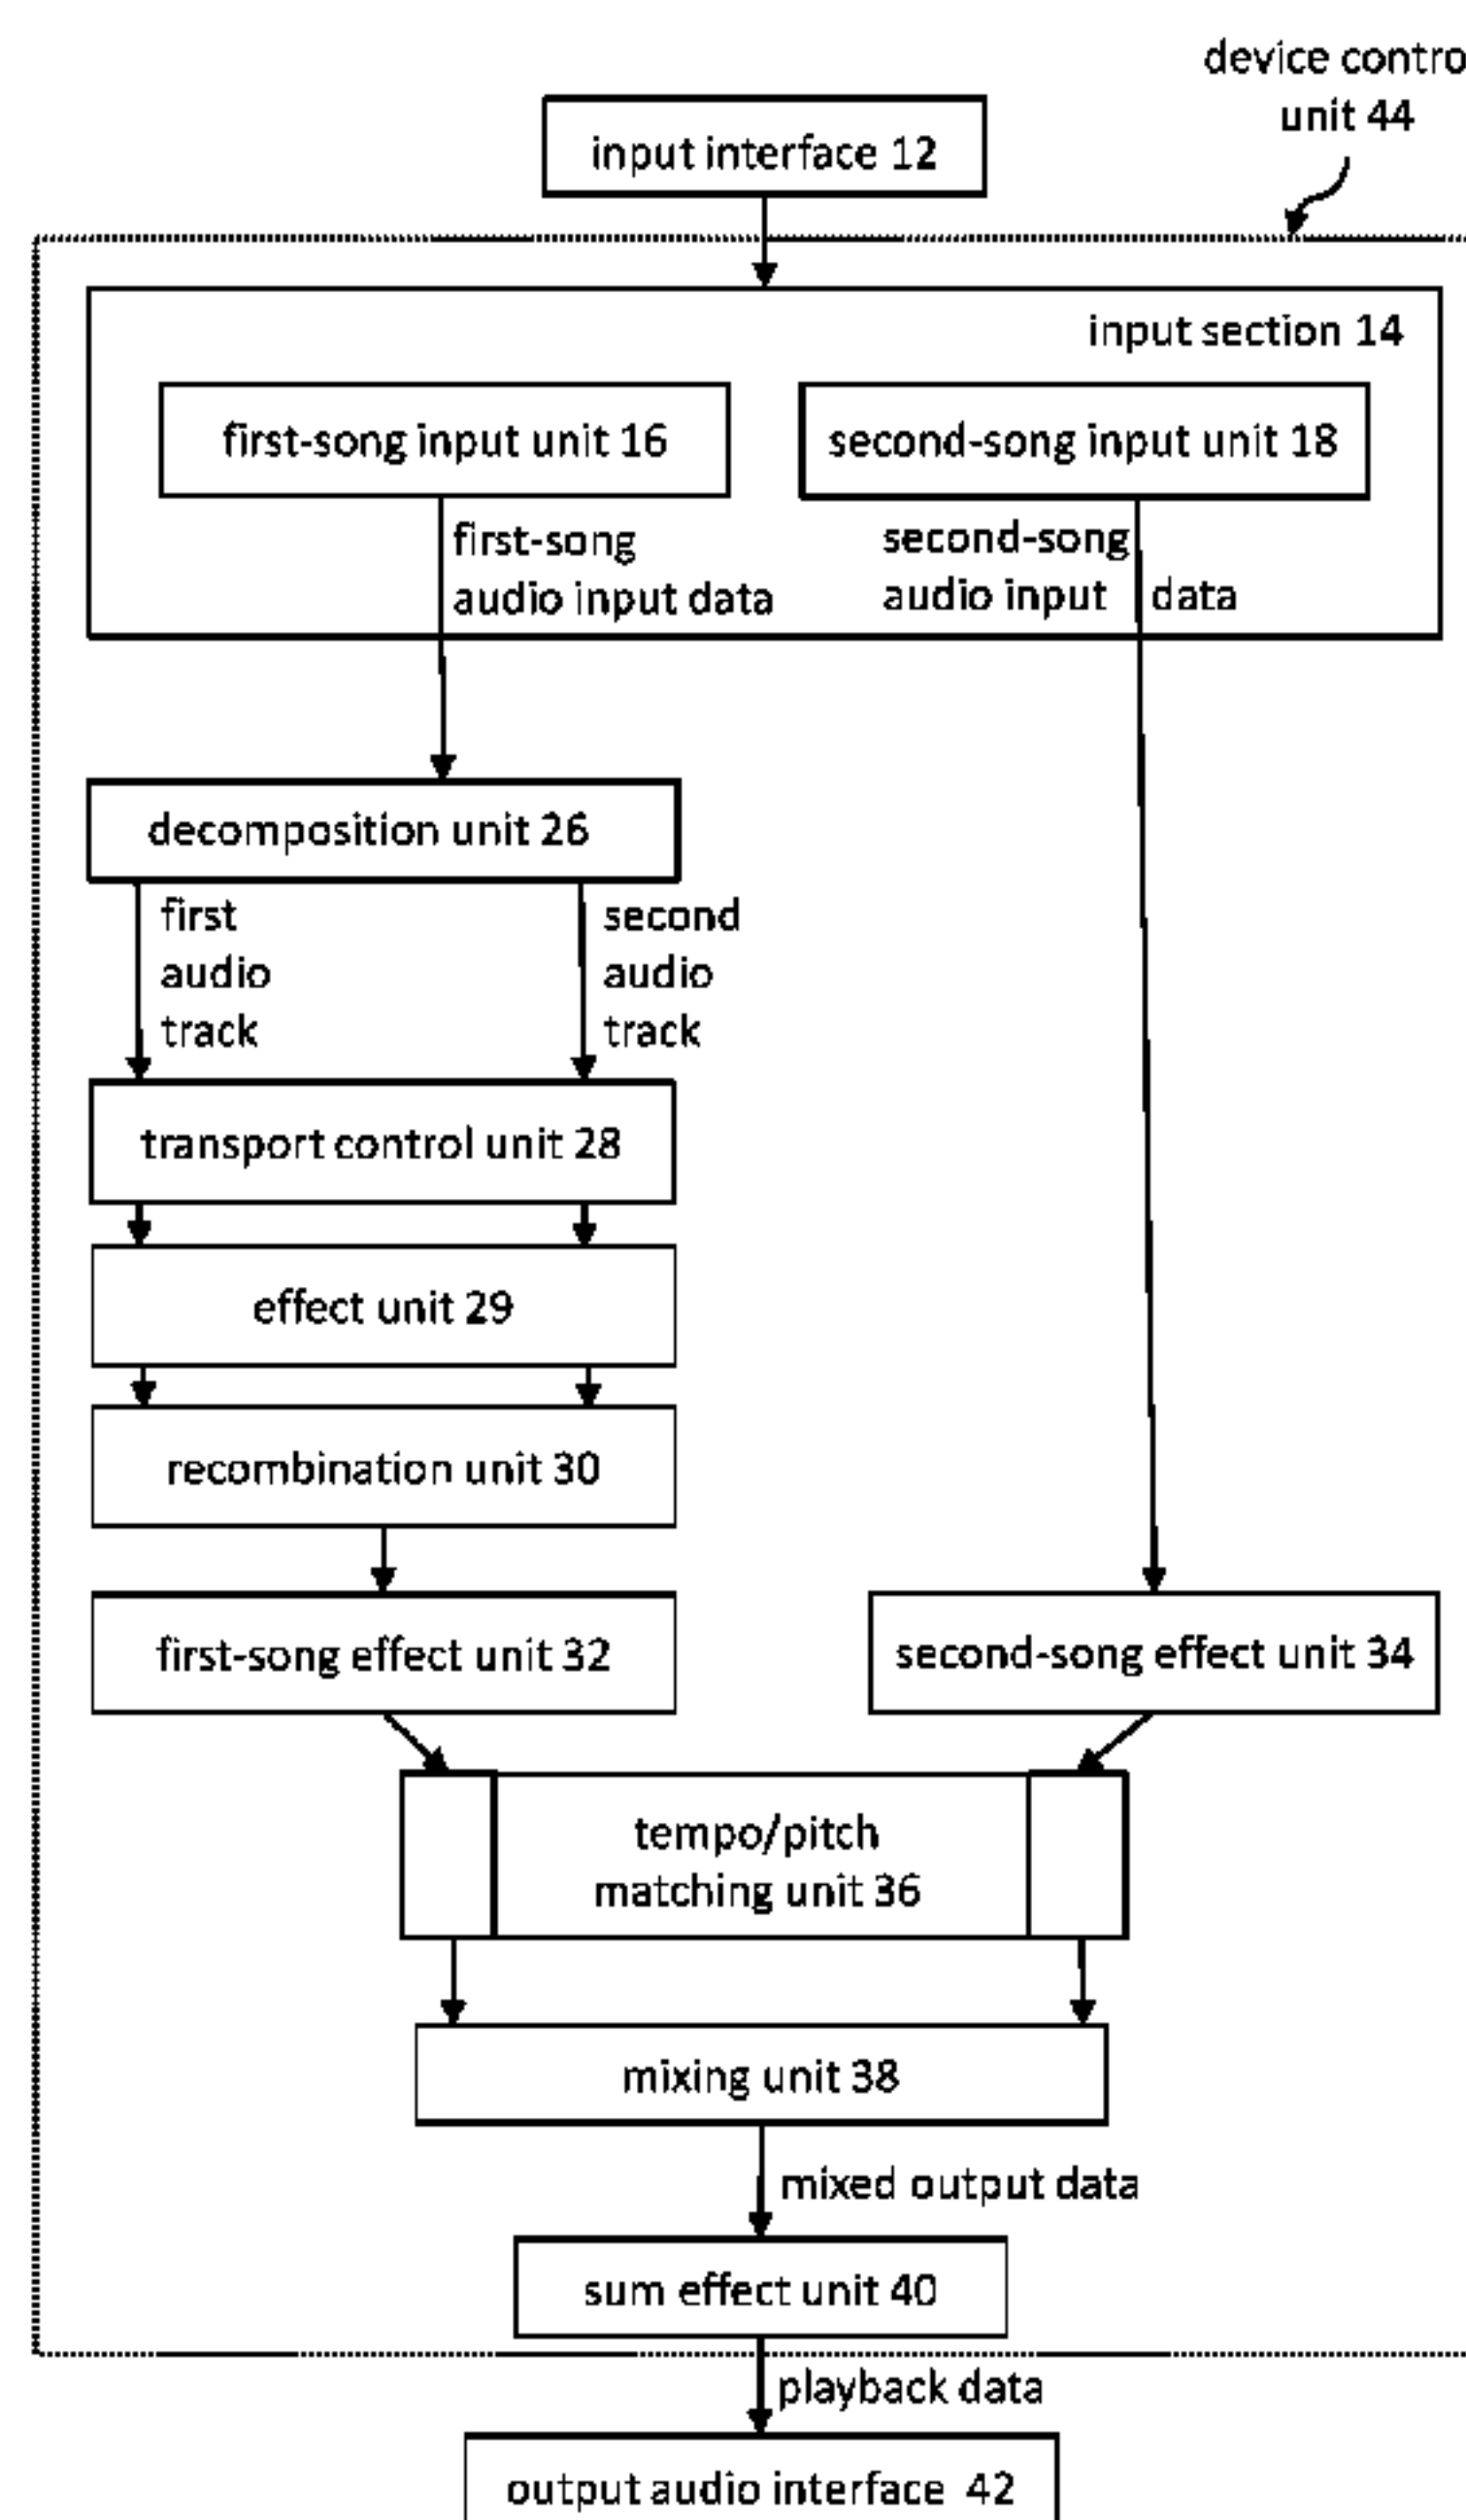 device contro
unit 44
input interface 12
input section 14
first-song input unit 16
second-song input unit 18
first-song
audio input data
second-song
audio input data
decomposition unit 26
first
audio
track
second
audio
track
transport control unit 28
effect unit 29
recombination unit 30
first-song effect unit 32
second-song effect unit 34
tempo/pitch
matching unit 36
mixing unit 38
mixed output data
sum effect unit 40
playback data
output audio interface 42